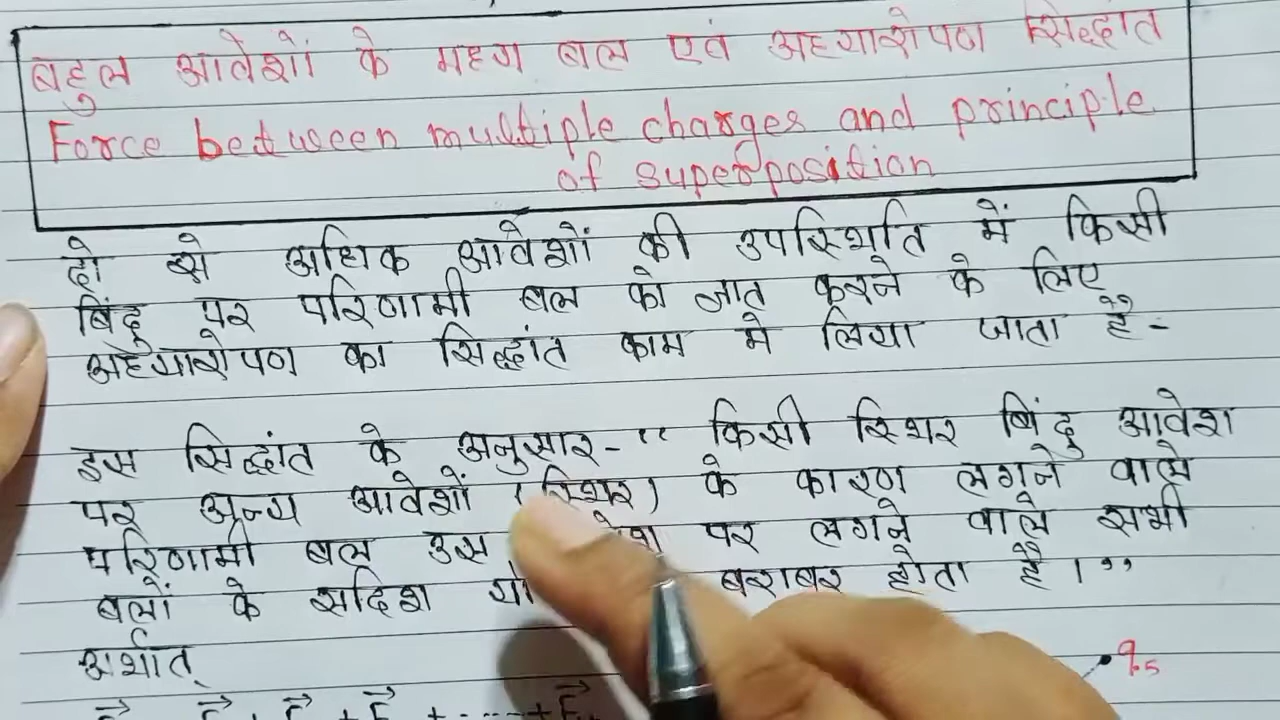 बहुल आवेशों के मध्य बल एवं अध्यारोपण सिद्धांत
Force between multiple charges and principle
of superposition
दो से अधिक आवेशों की उपस्थिति में किसी
बिंदु पर परिणामी बल को ज्ञात करने के लिए
अध्यारोपण का सिद्धांत काम मे लिया जाता है -
इस सिद्धांत के अनुसार- “ किसी स्थिर बिंदु आवेश
पर अन्य आवेशों (स्थिर) के कारण लगने वाले
परिणामी बल उस पर लगने वाले सभी
बलों के सदिश बराबर होता है ।”
अर्थात्
q₅